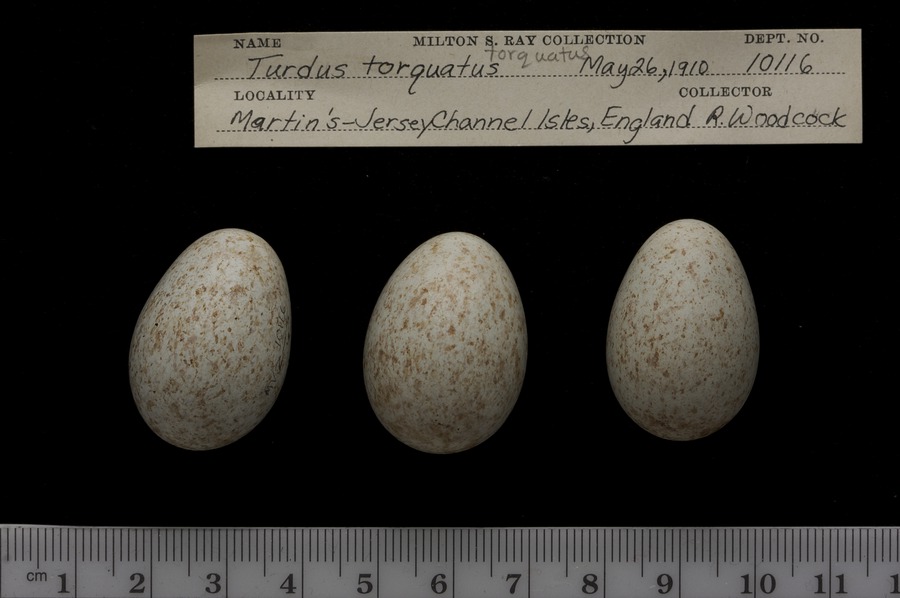 NAME MILTON S. RAY COLLECTION DEPT. NO.
torquatus
Turdus torquatus May 26, 1910 10116
LOCALITY COLLECTOR
Martin's-Jersey, Channel Isles, England R. Woodcock
cm 1 2 3 4 5 6 7 8 9 10 11